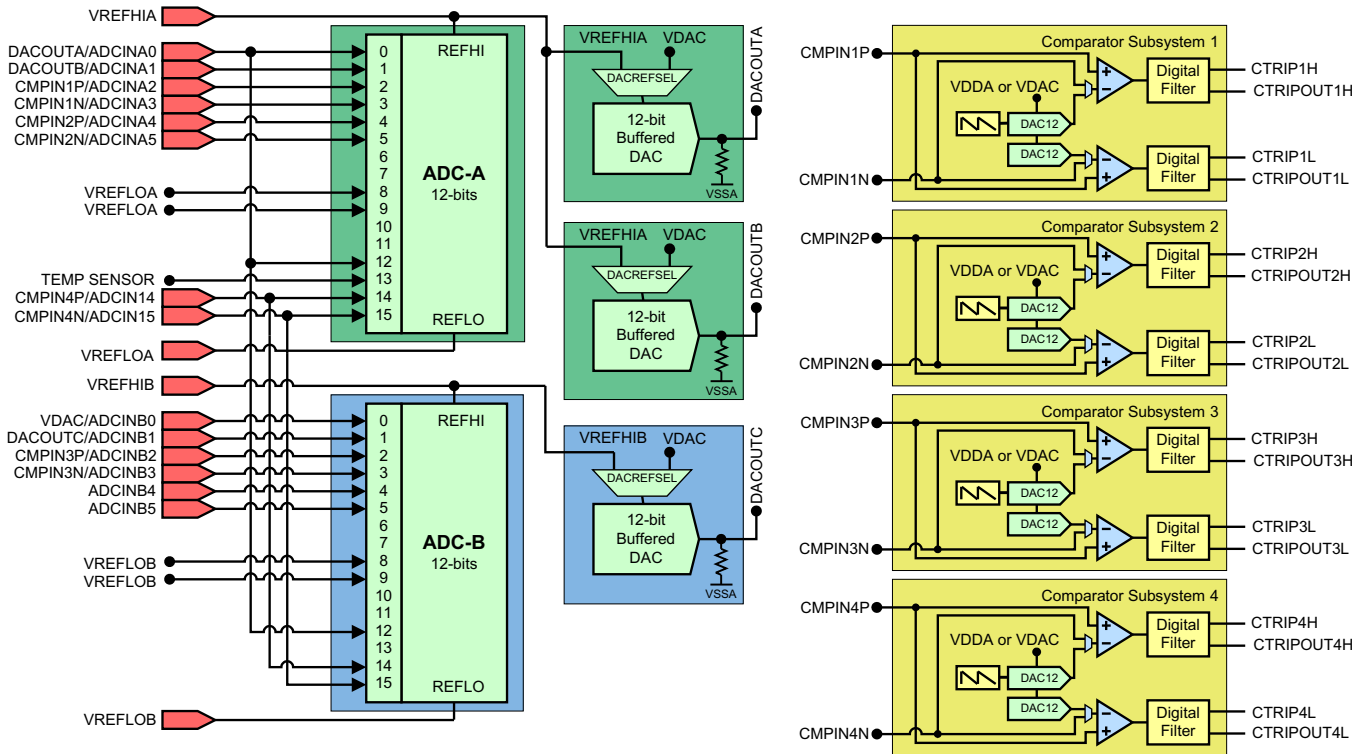 VREFHIA
DACOUTA/ADCINA0
DACOUTB/ADCINA1
CMPIN1P/ADCINA2
CMPIN1N/ADCINA3
CMPIN2P/ADCINA4
CMPIN2N/ADCINA5
VREFLOA
VREFLOA
TEMP SENSOR
CMPIN4P/ADCIN14
CMPIN4N/ADCIN15
VREFLOA
REFHI
0
1
2
3
4
5
6
7
8
9
10
11
12
13
14
15
ADC-A
12-bits
REFLO
VREFHIB
VDAC/ADCINB0
DACOUTC/ADCINB1
CMPIN3P/ADCINB2
CMPIN3N/ADCINB3
ADCINB4
ADCINB5
VREFLOB
VREFLOB
VREFLOB
REFHI
0
1
2
3
4
5
6
7
8
9
10
11
12
13
14
15
ADC-B
12-bits
REFLO
VREFHIA
VDAC
DACREFSEL
12-bit
Buffered
DAC
VSSA
DACOUTA
VREFHIA
VDAC
DACREFSEL
12-bit
Buffered
DAC
VSSA
DACOUTB
VREFHIB
VDAC
DACREFSEL
12-bit
Buffered
DAC
VSSA
DACOUTC
Comparator Subsystem 1
CMPIN1P
CMPIN1N
VDDA or VDAC
DAC12
DAC12
Digital
Filter
Digital
Filter
CTRIP1H
CTRIPOUT1H
CTRIP1L
CTRIPOUT1L
Comparator Subsystem 2
CMPIN2P
CMPIN2N
VDDA or VDAC
DAC12
DAC12
Digital
Filter
Digital
Filter
CTRIP2H
CTRIPOUT2H
CTRIP2L
CTRIPOUT2L
Comparator Subsystem 3
CMPIN3P
CMPIN3N
VDDA or VDAC
DAC12
DAC12
Digital
Filter
Digital
Filter
CTRIP3H
CTRIPOUT3H
CTRIP3L
CTRIPOUT3L
Comparator Subsystem 4
CMPIN4P
CMPIN4N
VDDA or VDAC
DAC12
DAC12
Digital
Filter
Digital
Filter
CTRIP4H
CTRIPOUT4H
CTRIP4L
CTRIPOUT4L